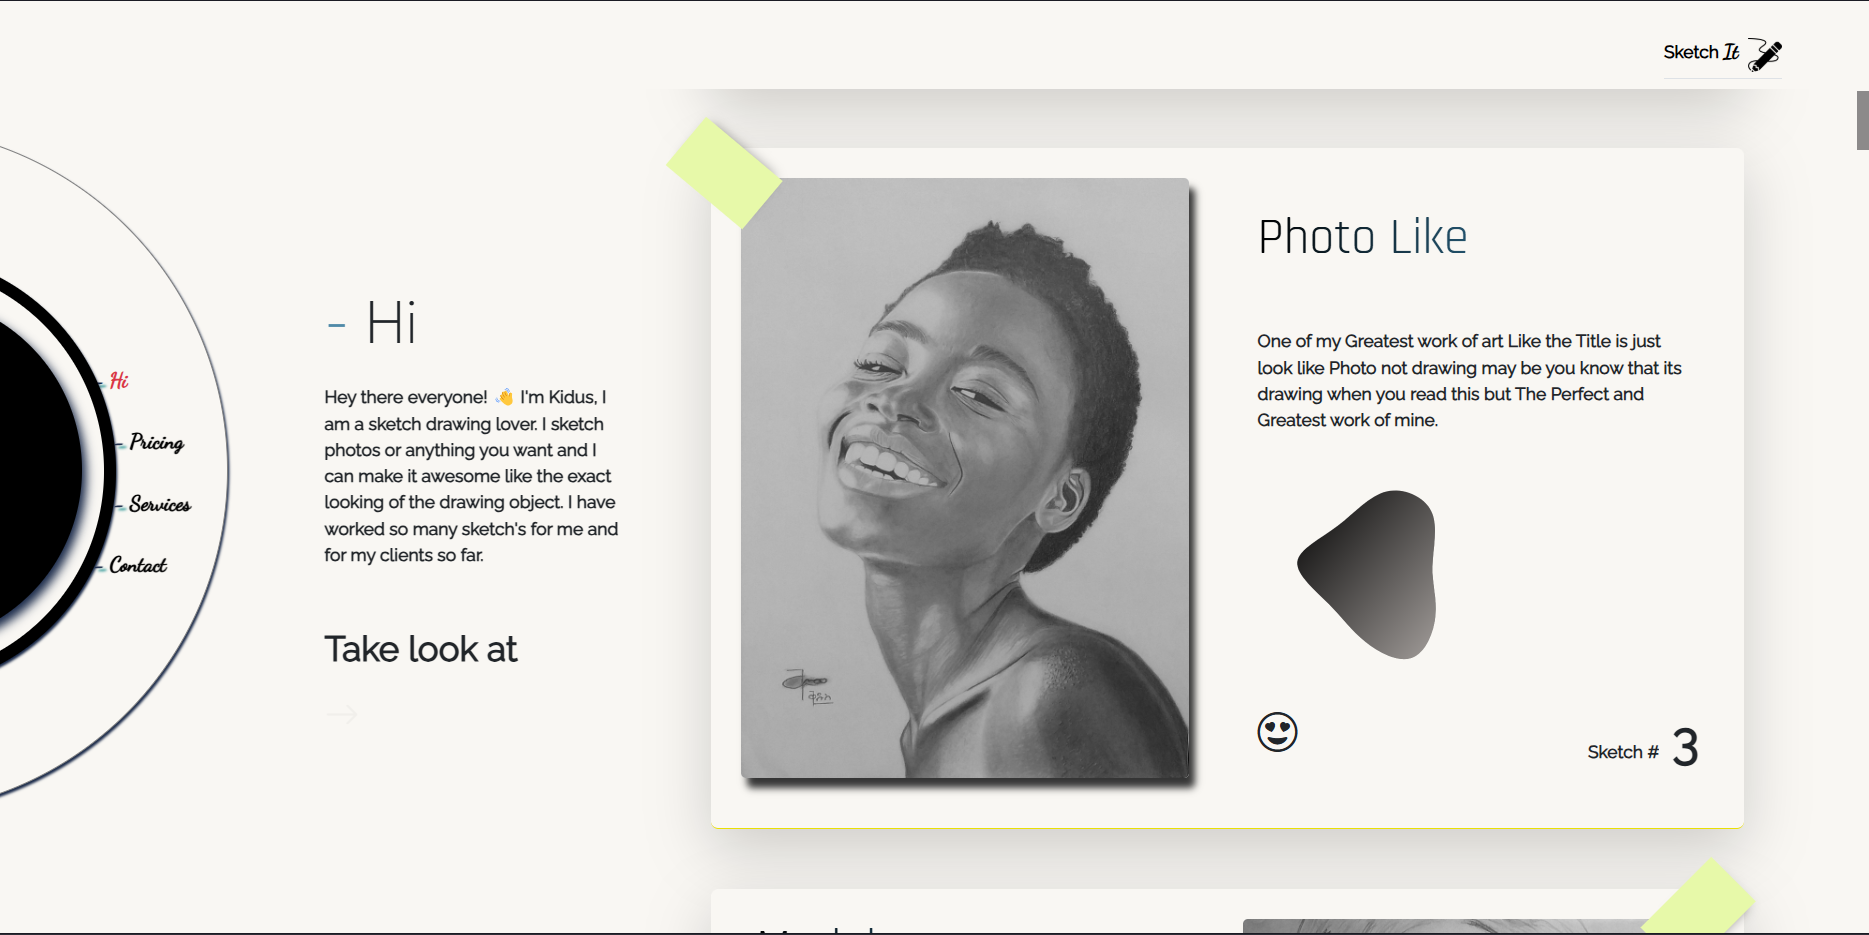 Sketch It
Hi
Pricing
Services
Contact
- Hi
Hey there everyone! 👋 I'm Kidus, I
am a sketch drawing lover. I sketch
photos or anything you want and I
can make it awesome like the exact
looking of the drawing object. I have
worked so many sketch's for me and
for my clients so far.
Take look at
Photo Like
One of my Greatest work of art Like the Title is just
look like Photo not drawing may be you know that its
drawing when you read this but The Perfect and
Greatest work of mine.
ቅዱስ
Sketch # 3